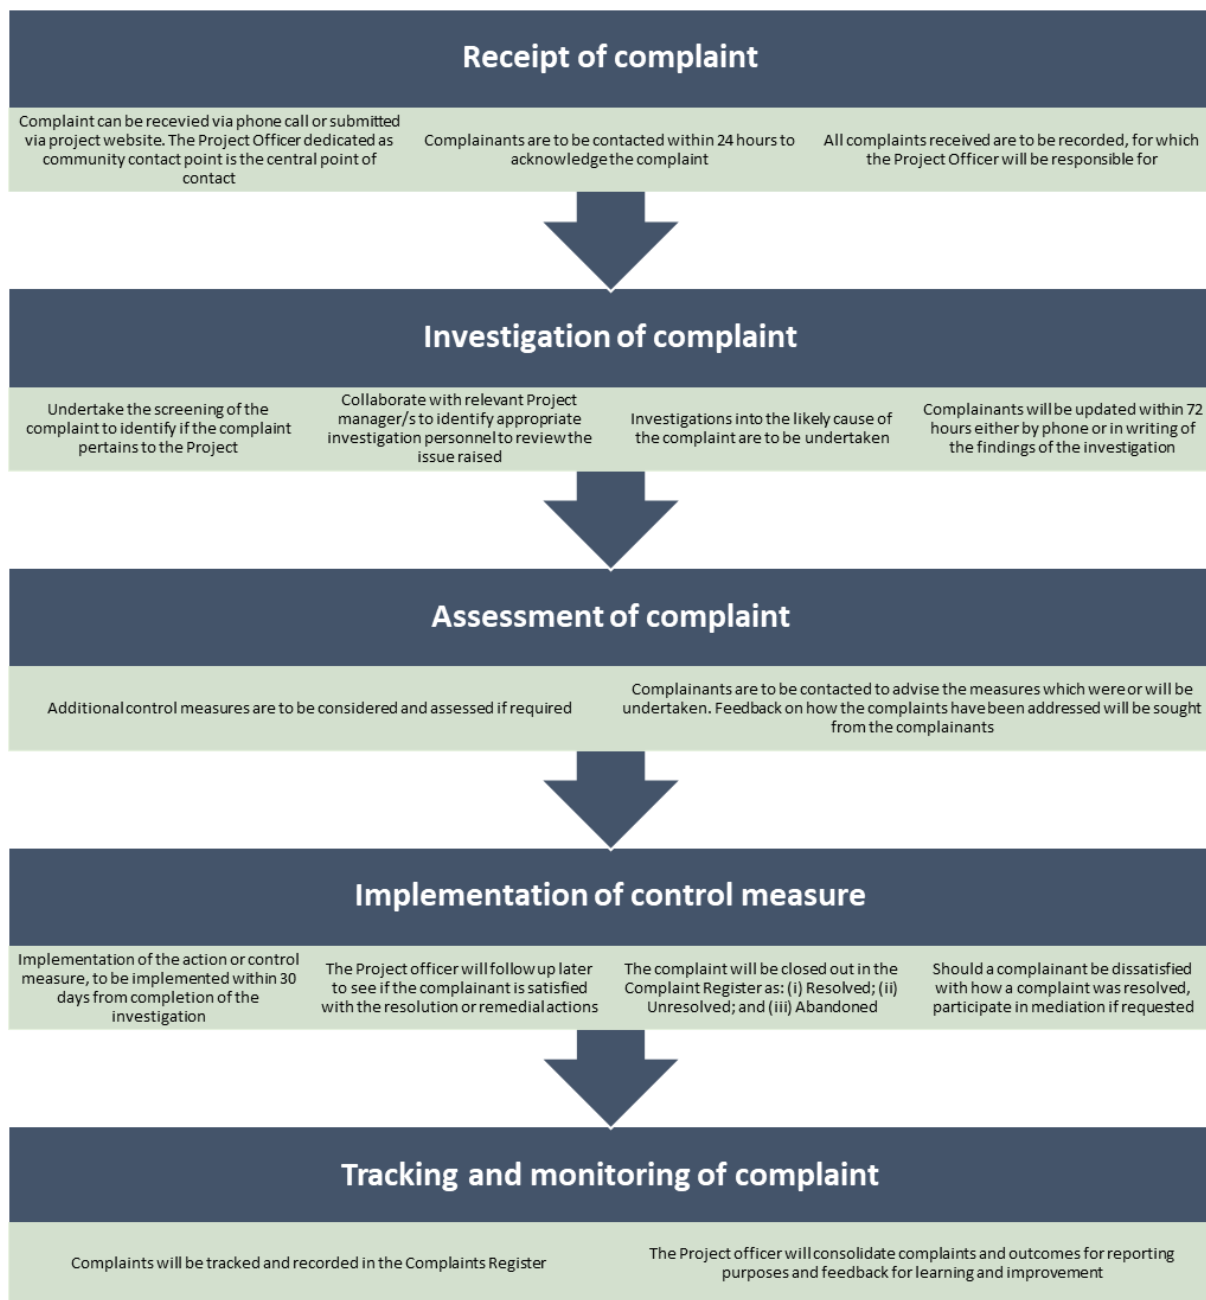 Receipt of complaint
Complaint can be recevied via phone call or submitted
via project website. The Project Officer dedicated as
community contact point is the central point of
contact
Complainants are to be contacted within 24 hours to
acknowledge the complaint
All complaints received are to be recorded, for which
the Project Officer will be responsible for
Investigation of complaint
Undertake the screening of the
complaint to identify if the complaint
pertains to the Project
Collaborate with relevant Project
manager/s to identify appropriate
investigation personnel to review the
issue raised
Investigations into the likely cause of
the complaint are to be undertaken
Complainants will be updated within 72
hours either by phone or in writing of
the findings of the investigation
Assessment of complaint
Additional control measures are to be considered and assessed if required
Complainants are to be contacted to advise the measures which were or will be
undertaken. Feedback on how the complaints have been addressed will be sought
from the complainants
Implementation of control measure
Implementation of the action or control
measure, to be implemented within 30
days from completion of the
investigation
The Project officer will follow up later
to see if the complainant is satisfied
with the resolution or remedial actions
The complaint will be closed out in the
Complaint Register as: (i) Resolved; (ii)
Unresolved; and (iii) Abandoned
Should a complainant be dissatisfied
with how a complaint was resolved,
participate in mediation if requested
Tracking and monitoring of complaint
Complaints will be tracked and recorded in the Complaints Register
The Project officer will consolidate complaints and outcomes for reporting
purposes and feedback for learning and improvement